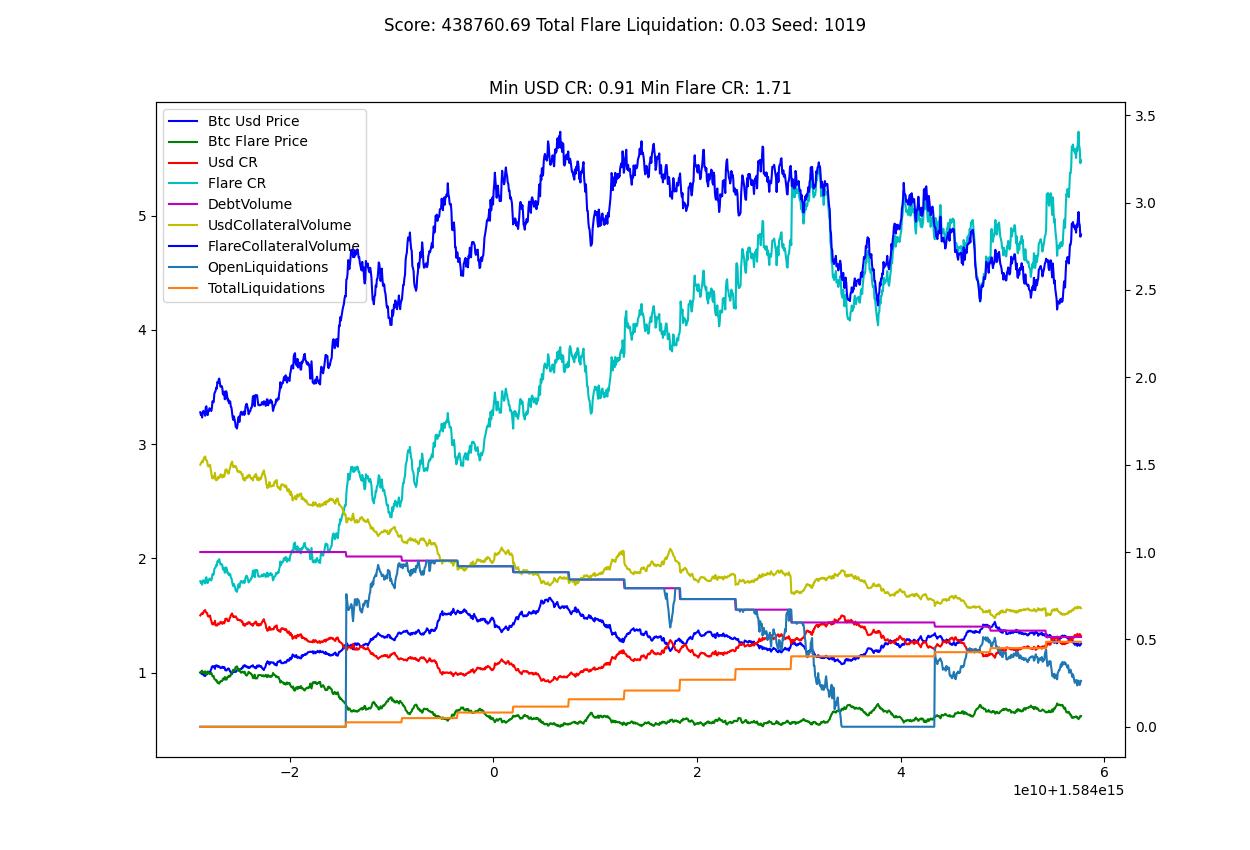 Score: 438760.69 Total Flare Liquidation: 0.03 Seed: 1019
Min USD CR: 0.91 Min Flare CR: 1.71
Btc Usd Price
Btc Flare Price
Usd CR
Flare CR
DebtVolume
UsdCollateralVolume
FlareCollateralVolume
OpenLiquidations
TotalLiquidations
5
4
3
2
1
3.5
3.0
2.5
2.0
1.5
1.0
0.5
0.0
−2 0 2 4 6
1e10+1.584e15